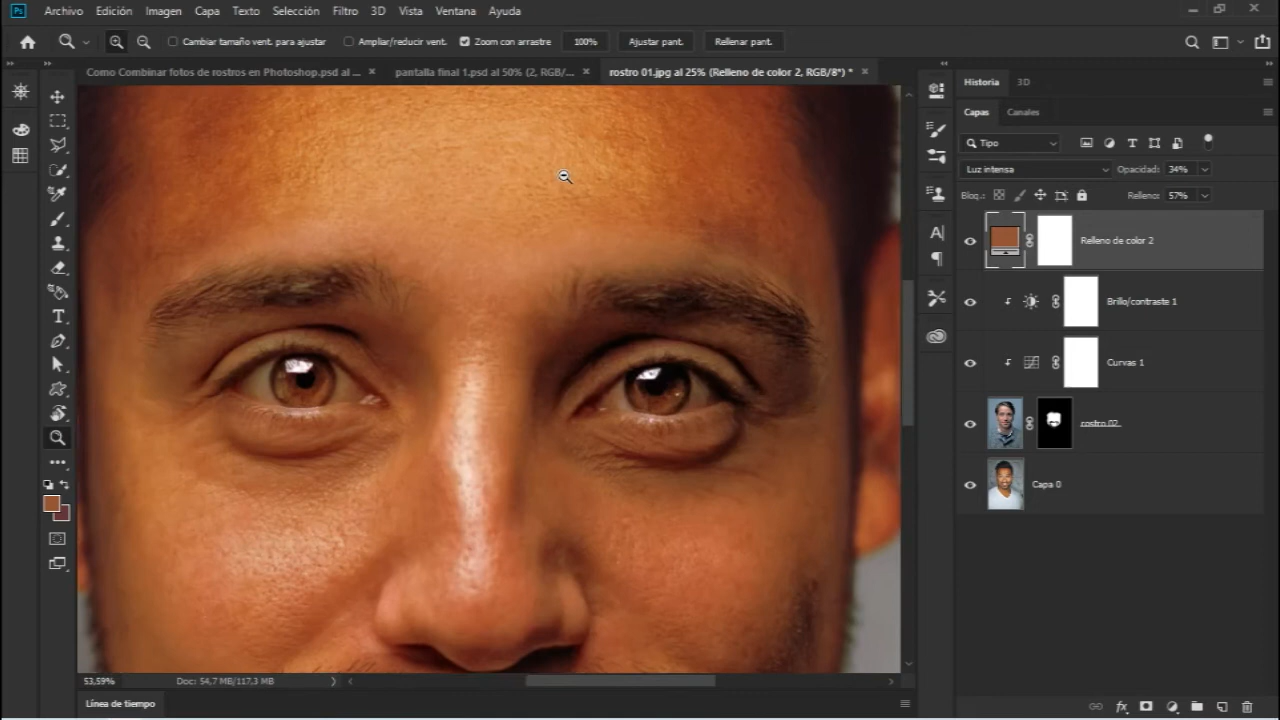 Ps Archivo Edición Imagen Capa Texto Selección Filtro 3D Vista Ventana Ayuda
Cambiar tamaño vent. para ajustar Ampliar/reducir vent. Zoom con arrastre 100% Ajustar pant. Rellenar pant.
Como Combinar fotos de rostros en Photoshop.psd al ... × pantalla final 1.psd al 50% (2, RGB/... × rostro 01.jpg al 25% (Relleno de color 2, RGB/8*) * ×
Historia 3D
Capas Canales
Tipo
Luz intensa Opacidad: 34%
Bloq.: Relleno: 57%
Relleno de color 2
Brillo/contraste 1
Curvas 1
rostro 02
Capa 0
53,59% Doc: 54,7 MB/117,3 MB
Línea de tiempo